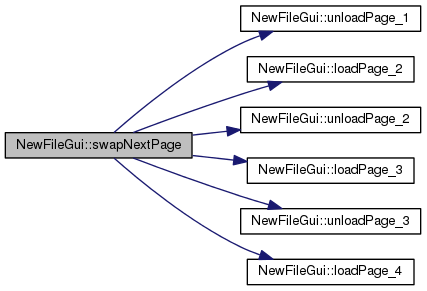 NewFileGui::swapNextPage
NewFileGui::unloadPage_1
NewFileGui::loadPage_2
NewFileGui::unloadPage_2
NewFileGui::loadPage_3
NewFileGui::unloadPage_3
NewFileGui::loadPage_4